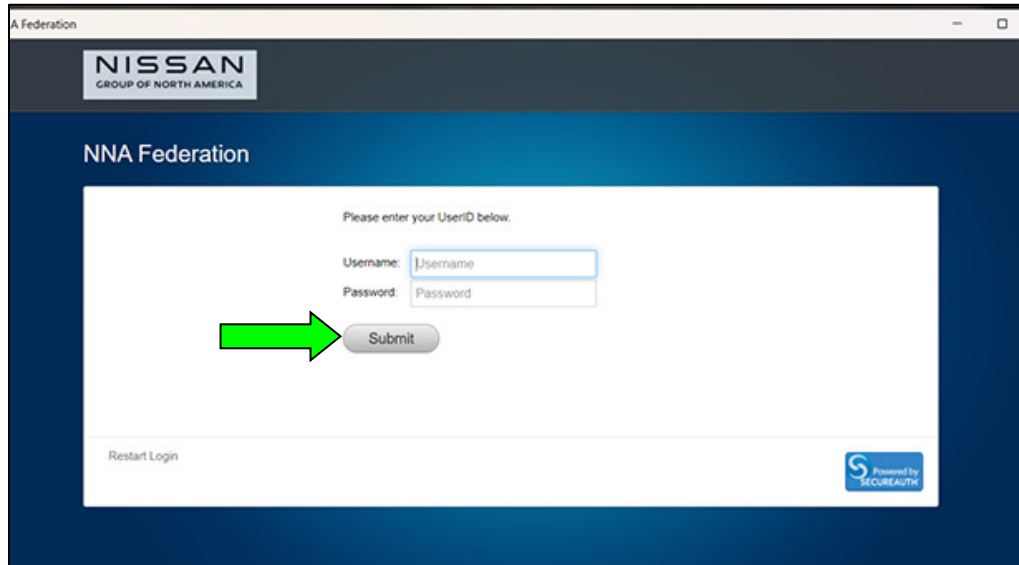 A Federation
NISSAN
GROUP OF NORTH AMERICA
NNA Federation
Please enter your UserID below.
Username: Username
Password: Password
Submit
Restart Login
Powered by
SECUREAUTH